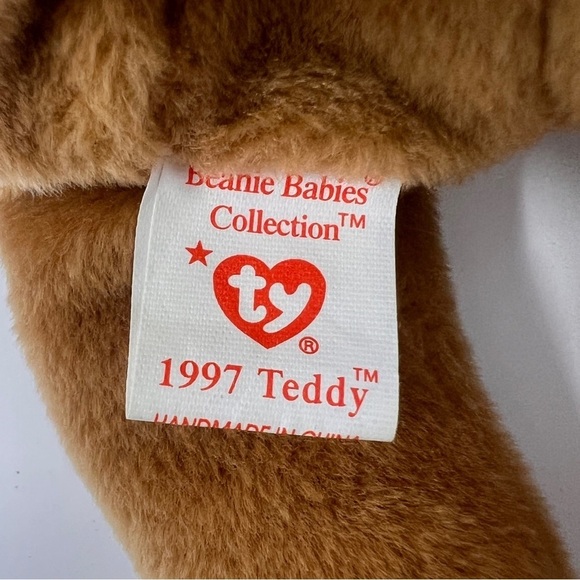 Beanie Babies®
Collection™
ty®
1997 Teddy™
HANDMADE IN CHINA